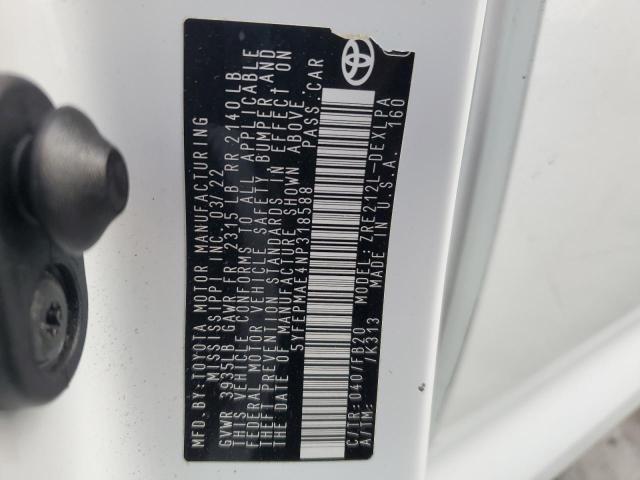 MFD. BY: TOYOTA MOTOR MANUFACTURING
MISSISSIPPI INC. 03/22
GVWR 3935LB GAWR FR 2315 LB RR 2140 LB
THIS VEHICLE CONFORMS TO ALL APPLICABLE
FEDERAL MOTOR VEHICLE SAFETY, BUMPER AND
THEFT PREVENTION STANDARDS IN EFFECT ON
THE DATE OF MANUFACTURE SHOWN ABOVE.
5YFEPMAE4NP318588 PASS. CAR
C/TR: 040/FB20 ZRE212L-DEXLPA
A/TM: /K313 MADE IN U.S.A. 160